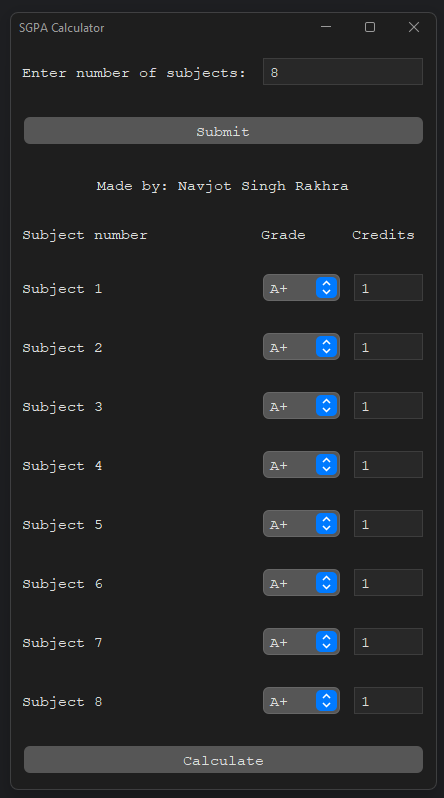 SGPA Calculator
Enter number of subjects: 8
Submit
Made by: Navjot Singh Rakhra
Subject number Grade Credits
Subject 1 A+ 1
Subject 2 A+ 1
Subject 3 A+ 1
Subject 4 A+ 1
Subject 5 A+ 1
Subject 6 A+ 1
Subject 7 A+ 1
Subject 8 A+ 1
Calculate